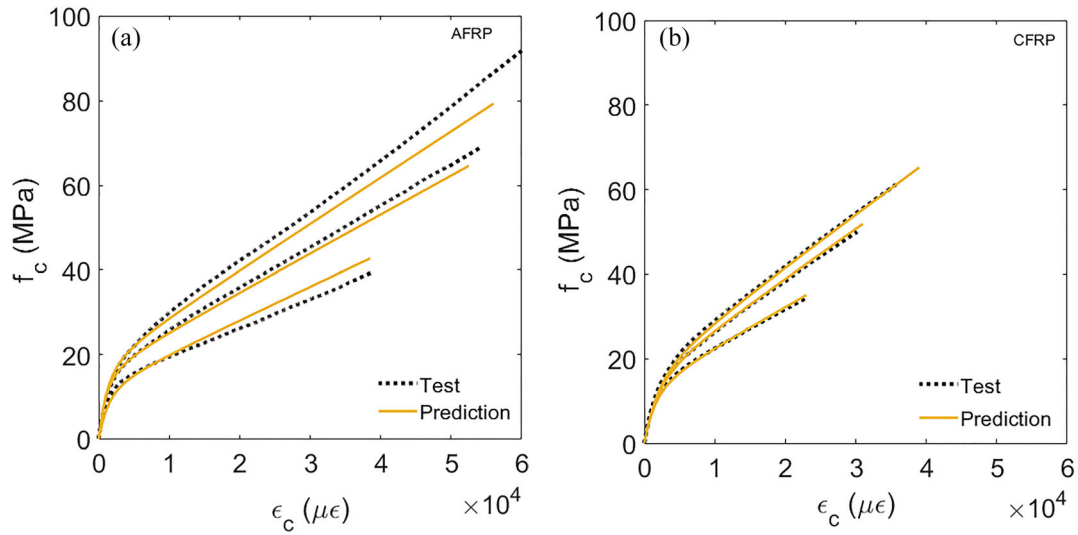 (a)
AFRP
100
80
60
40
20
0
f_c (MPa)
Test
Prediction
0 1 2 3 4 5 6
×10^4
ϵ_c (μϵ)
(b)
CFRP
100
80
60
40
20
0
f_c (MPa)
Test
Prediction
0 1 2 3 4 5 6
×10^4
ϵ_c (μϵ)